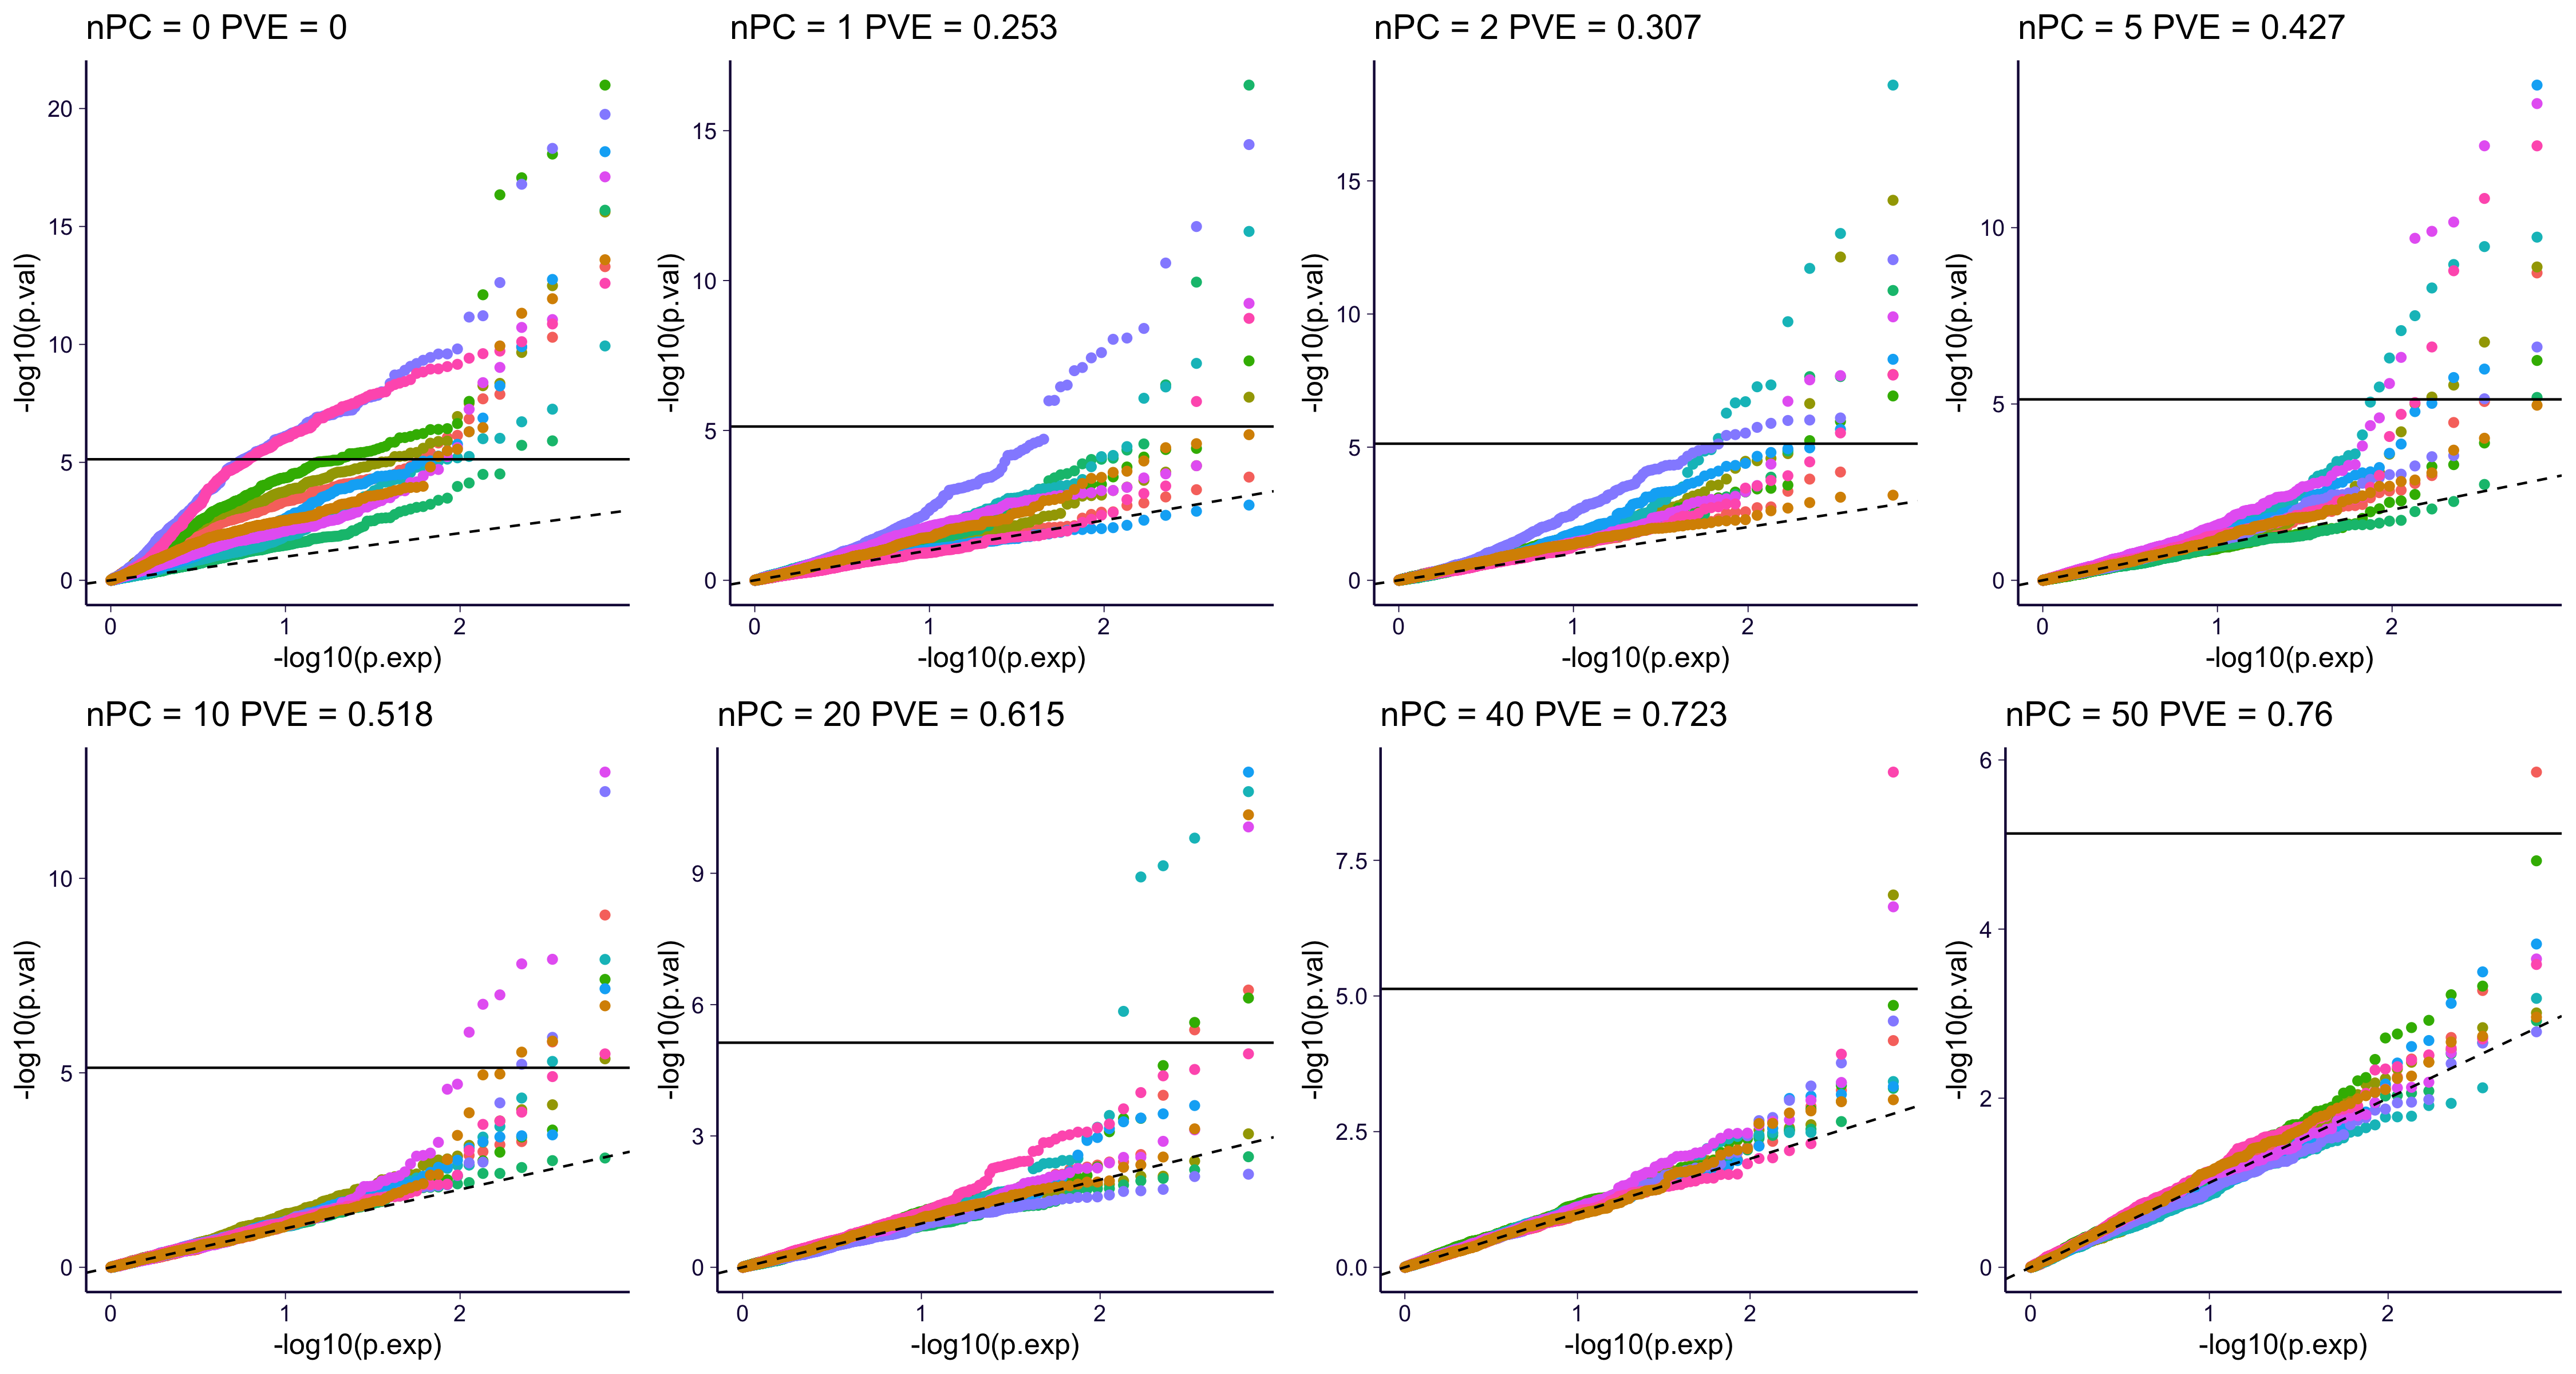 nPC = 0 PVE = 0
-log10(p.val)
20
15
10
5
0
0 1 2
-log10(p.exp)
nPC = 1 PVE = 0.253
-log10(p.val)
15
10
5
0
0 1 2
-log10(p.exp)
nPC = 2 PVE = 0.307
-log10(p.val)
15
10
5
0
0 1 2
-log10(p.exp)
nPC = 5 PVE = 0.427
-log10(p.val)
10
5
0
0 1 2
-log10(p.exp)
nPC = 10 PVE = 0.518
-log10(p.val)
10
5
0
0 1 2
-log10(p.exp)
nPC = 20 PVE = 0.615
-log10(p.val)
9
6
3
0
0 1 2
-log10(p.exp)
nPC = 40 PVE = 0.723
-log10(p.val)
7.5
5.0
2.5
0.0
0 1 2
-log10(p.exp)
nPC = 50 PVE = 0.76
-log10(p.val)
6
4
2
0
0 1 2
-log10(p.exp)